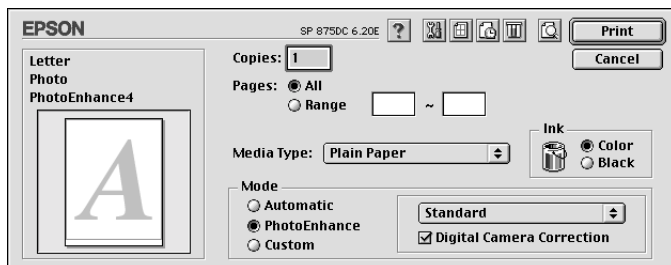 EPSON
SP 875DC 6.20E
?
Print
Cancel
Letter
Photo
PhotoEnhance4
A
Copies: 1
Pages: All
Range ~
Media Type: Plain Paper
Ink
Color
Black
Mode
Automatic
PhotoEnhance
Custom
Standard
Digital Camera Correction